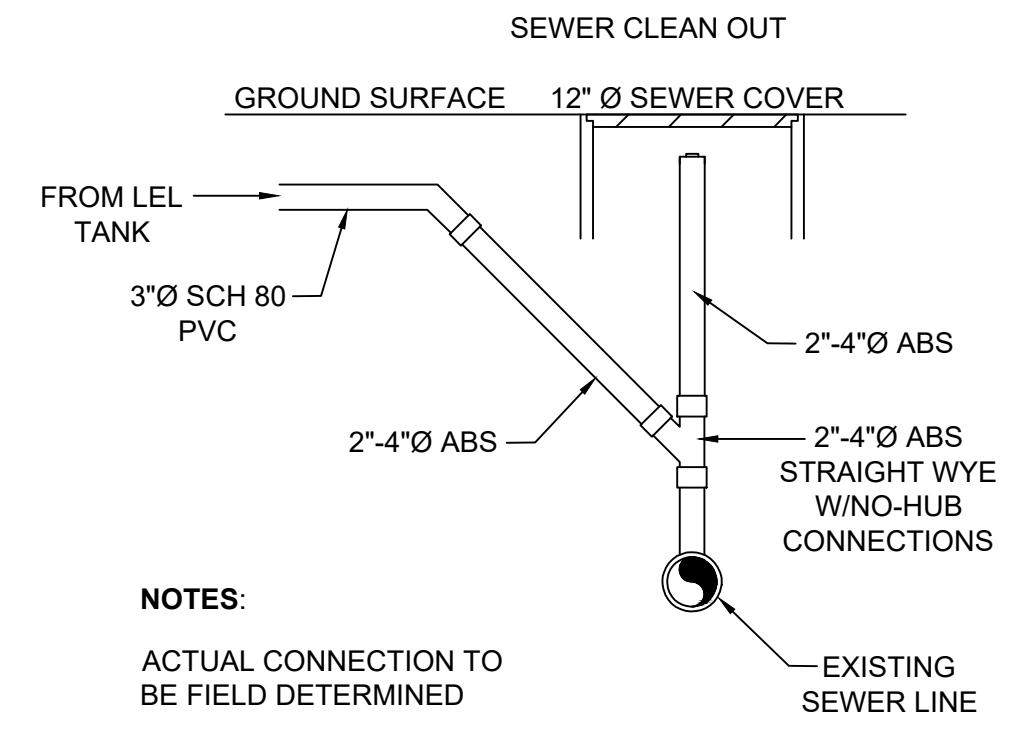 SEWER CLEAN OUT
GROUND SURFACE
12" Ø SEWER COVER
FROM LEL
TANK
3"Ø SCH 80
PVC
2"-4"Ø ABS
2"-4"Ø ABS
2"-4"Ø ABS
STRAIGHT WYE
W/NO-HUB
CONNECTIONS
NOTES:
ACTUAL CONNECTION TO
BE FIELD DETERMINED
EXISTING
SEWER LINE